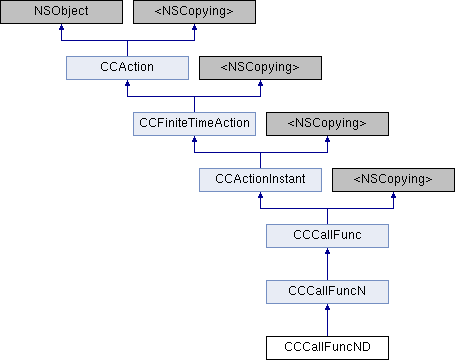 NSObject
<NSCopying>
CCAction
<NSCopying>
CCFiniteTimeAction
<NSCopying>
CCActionInstant
<NSCopying>
CCCallFunc
CCCallFuncN
CCCallFuncND